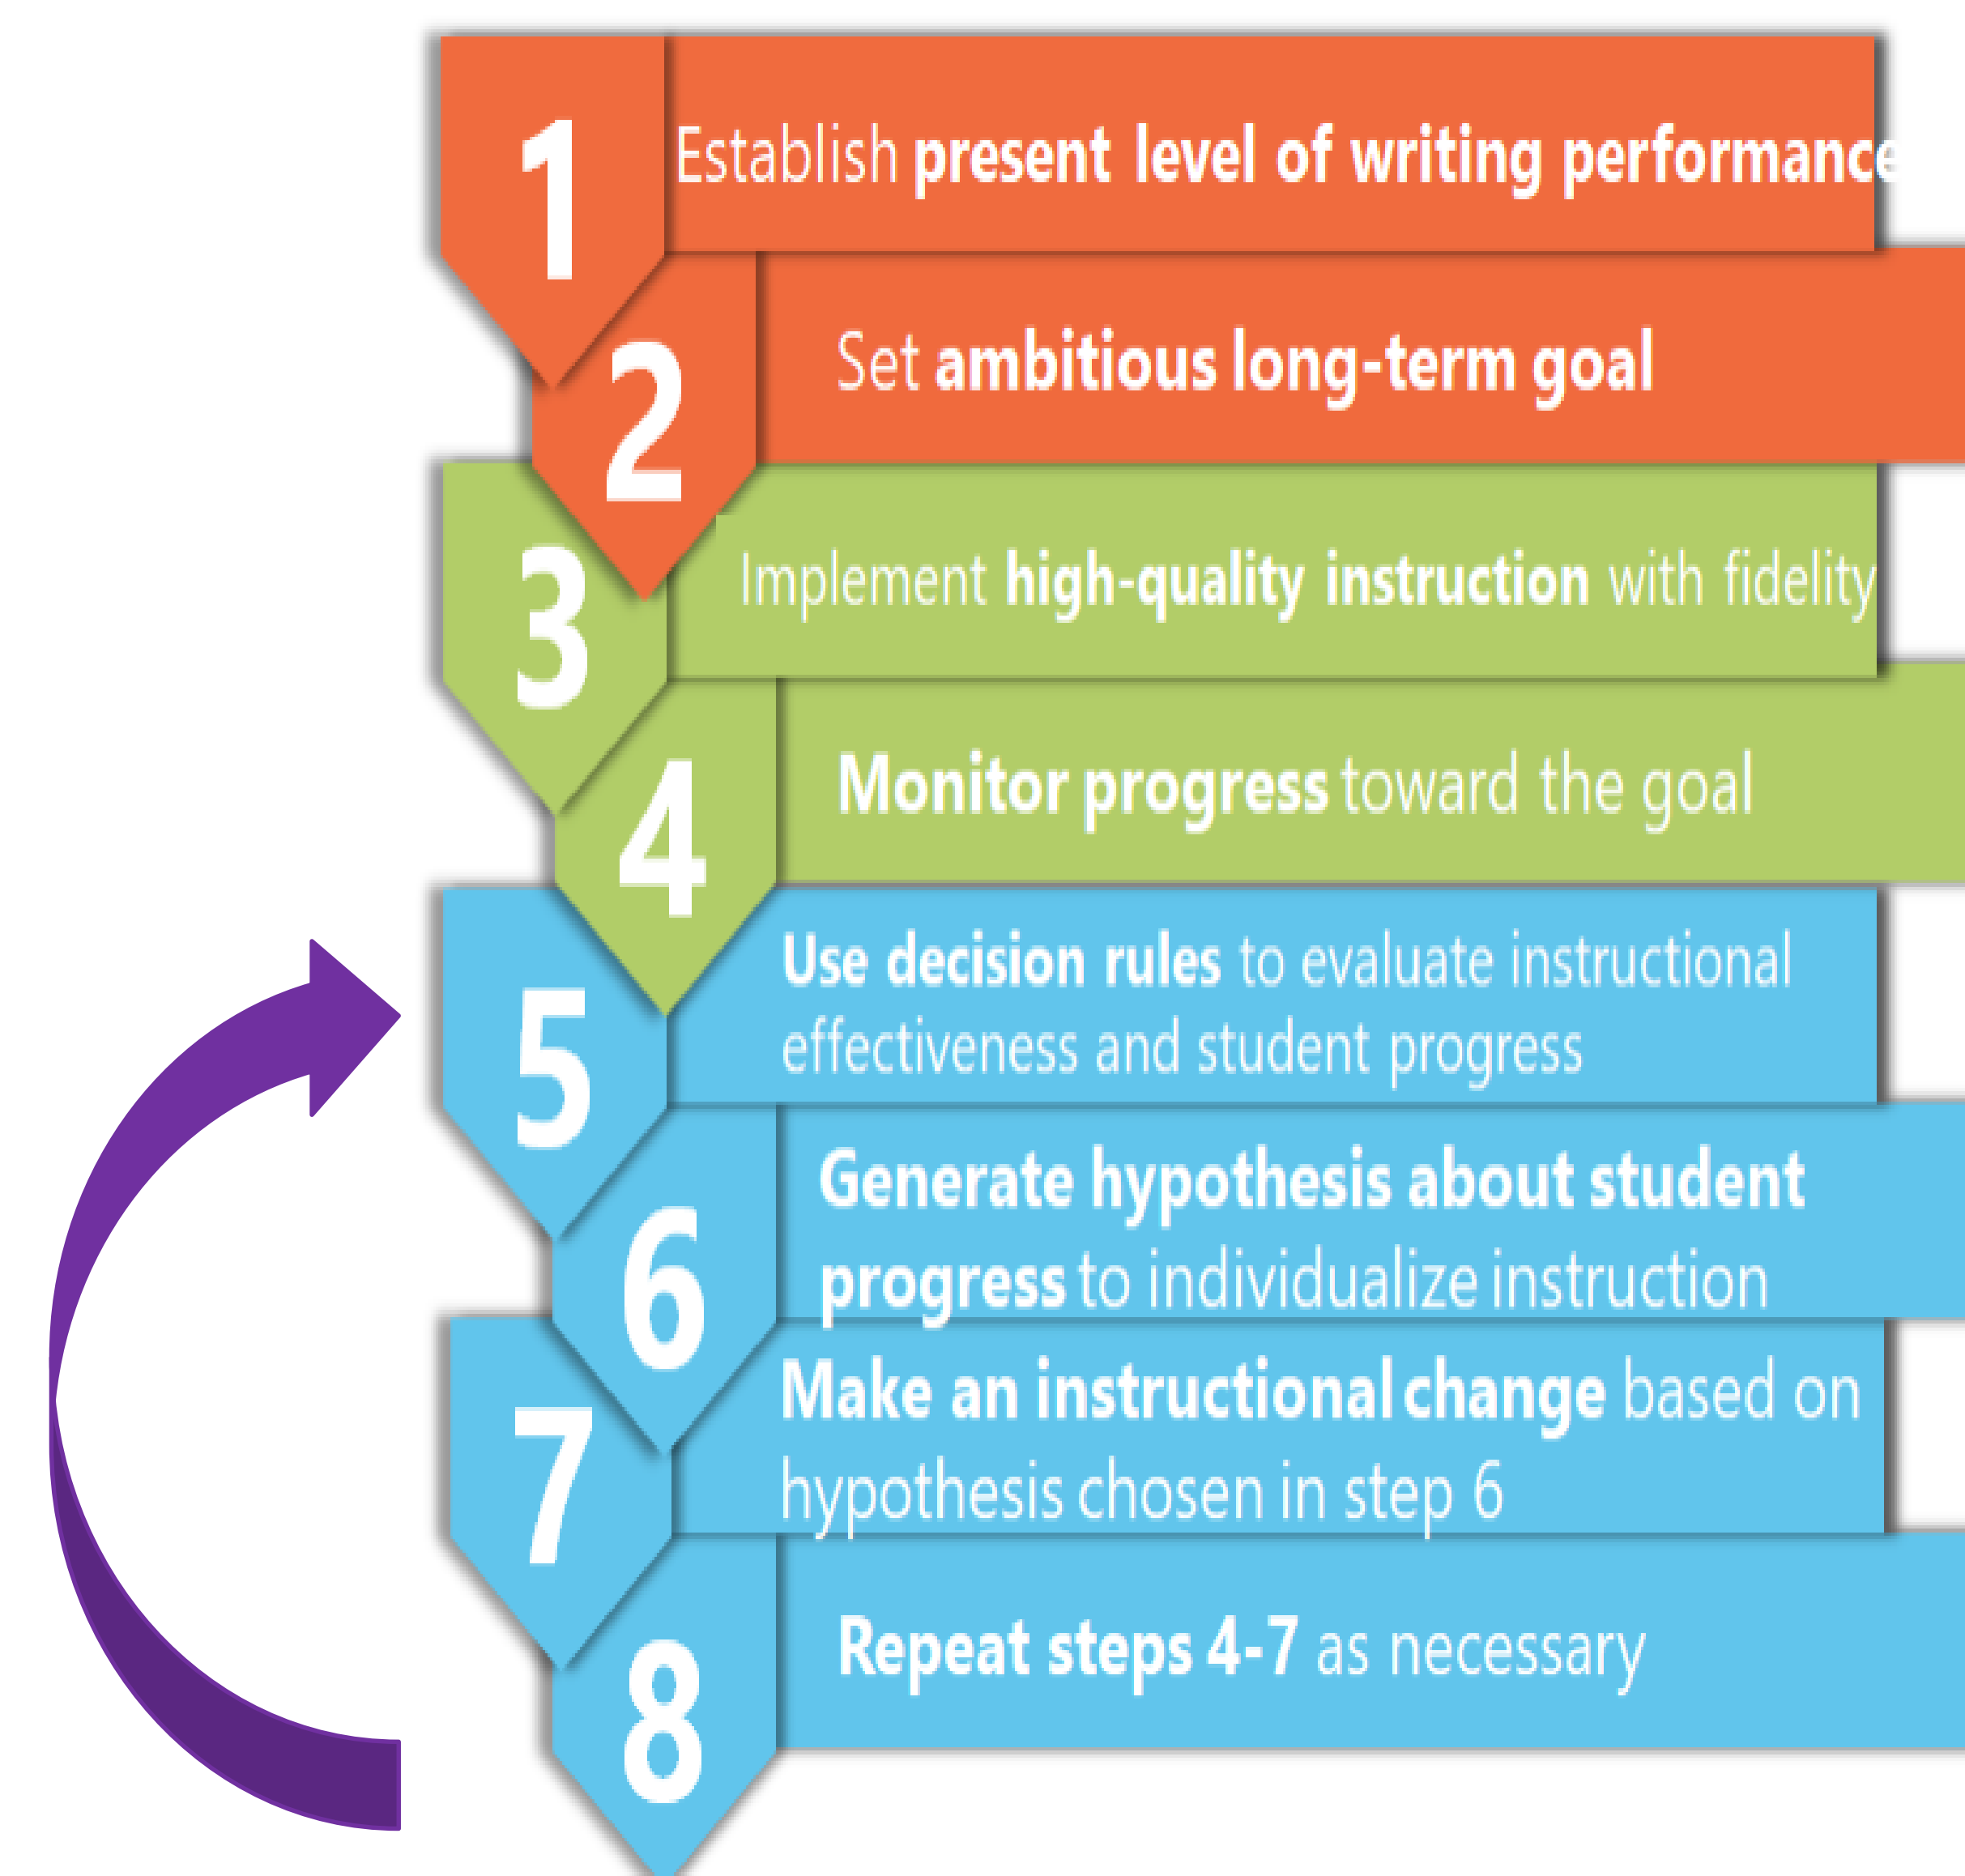 1
Establish present level of writing performance
2
Set ambitious long-term goal
3
Implement high-quality instruction with fidelity
4
Monitor progress toward the goal
5
Use decision rules to evaluate instructional
effectiveness and student progress
6
Generate hypothesis about student
progress to individualize instruction
7
Make an instructional change based on
hypothesis chosen in step 6
8
Repeat steps 4-7 as necessary